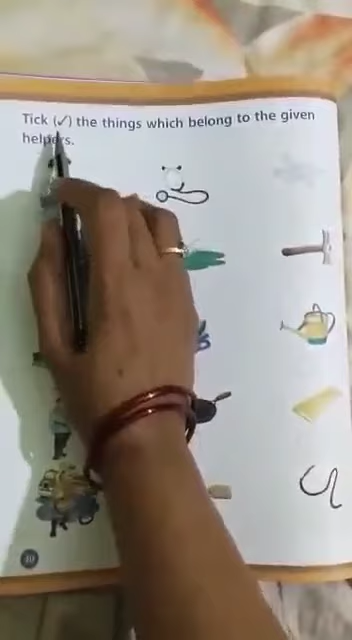 Tick (✓) the things which belong to the given
helpers.